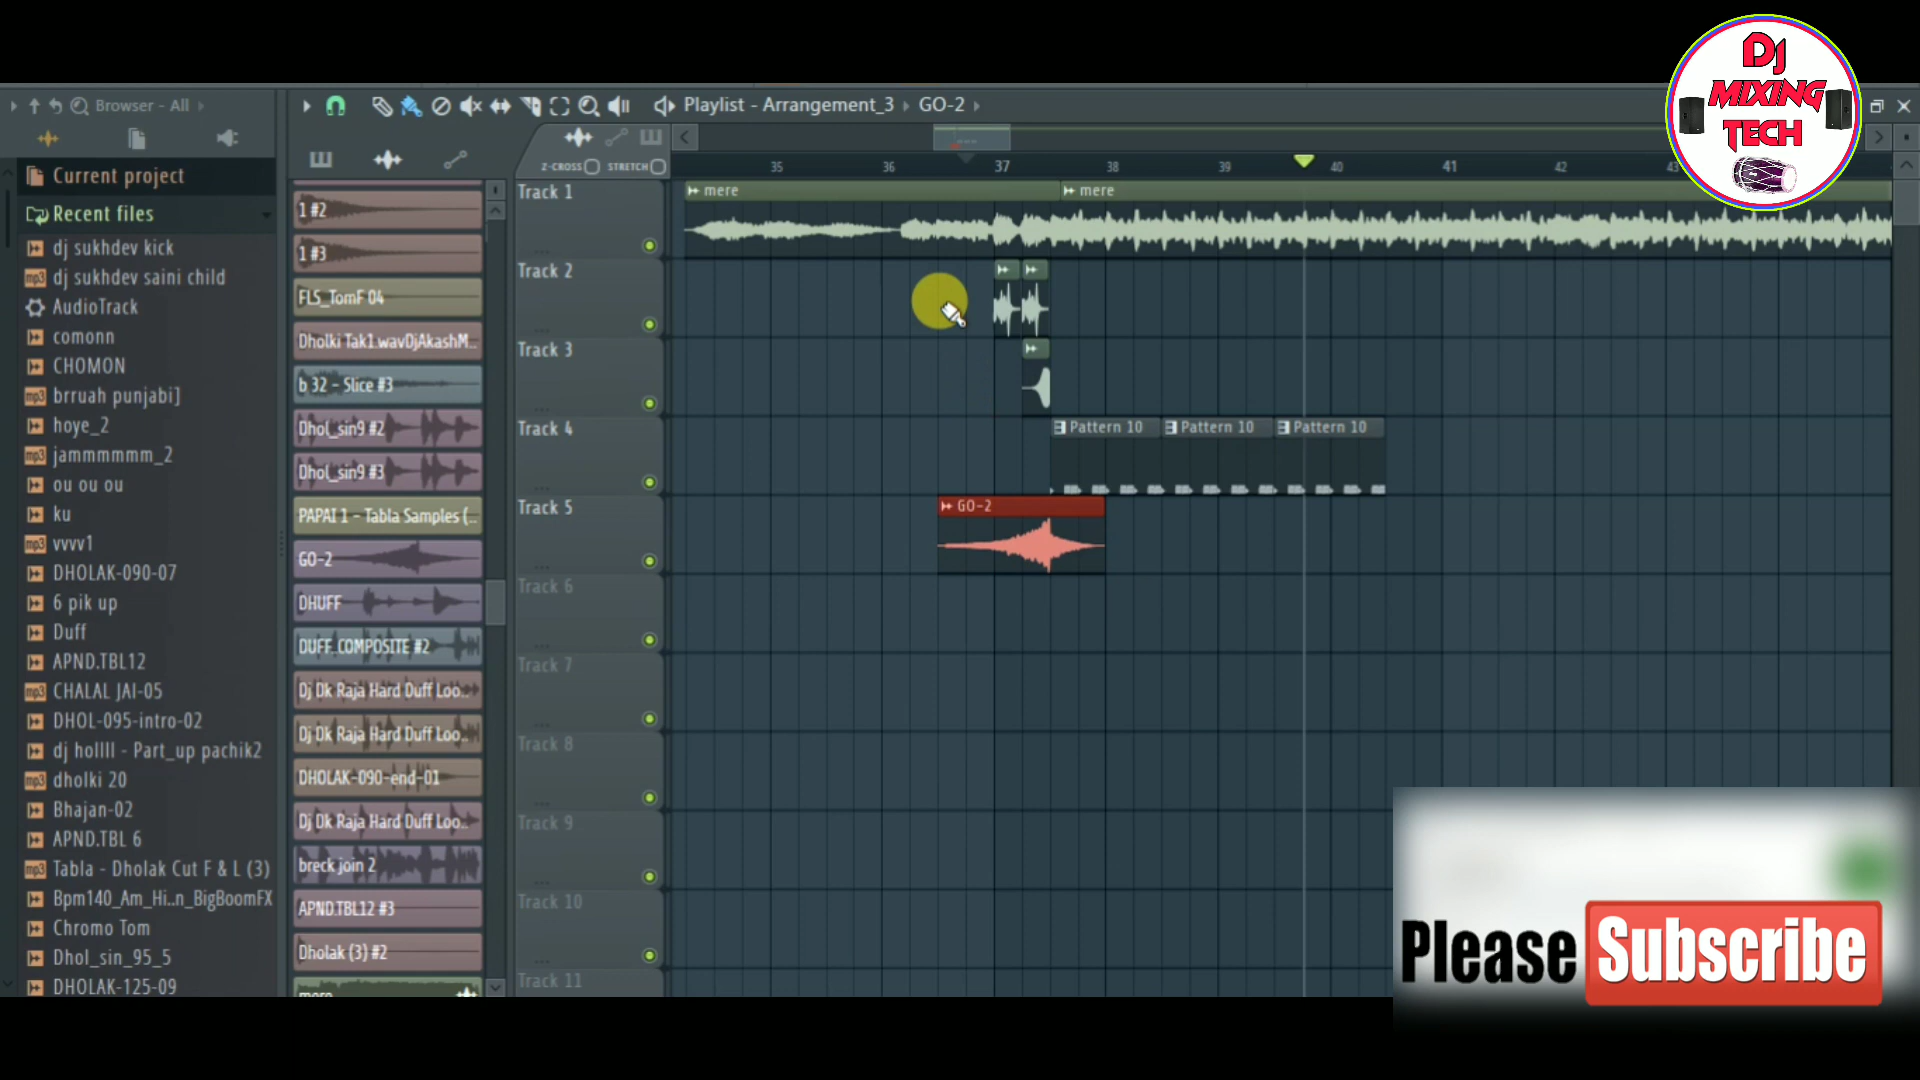 Browser - All
Playlist - Arrangement_3 GO-2
Dj
MIXING
TECH
Z-CROSS STRETCH
35 36 37 38 39 40 41 42 43
Current project
Recent files
dj sukhdev kick
dj sukhdev saini child
AudioTrack
comonn
CHOMON
brruah punjabi]
hoye_2
jammmmmm_2
ou ou ou
ku
vvvv1
DHOLAK-090-07
6 pik up
Duff
APND.TBL12
CHALAL JAI-05
DHOL-095-intro-02
dj hollll - Part_up pachik2
dholki 20
Bhajan-02
APND.TBL 6
Tabla - Dholak Cut F & L (3)
Bpm140_Am_Hi..n_BigBoomFX
Chromo Tom
Dhol_sin_95_5
DHOLAK-125-09
1 #2
1 #3
FLS_TomF 04
Dholki Tak1.wavDjAkashM..
b 32 - Slice #3
Dhol_sin9 #2
Dhol_sin9 #3
PAPAI 1 - Tabla Samples (..
GO-2
DHUFF
DUFF_COMPOSITE #2
Dj Dk Raja Hard Duff Loo..
Dj Dk Raja Hard Duff Loo..
DHOLAK-090-end-01
Dj Dk Raja Hard Duff Loo..
breck join 2
APND.TBL12 #3
Dholak (3) #2
mere
Track 1
mere mere
Track 2
Track 3
Track 4
Pattern 10 Pattern 10 Pattern 10
Track 5
GO-2
Track 6
Track 7
Track 8
Track 9
Track 10
Track 11
Please Subscribe